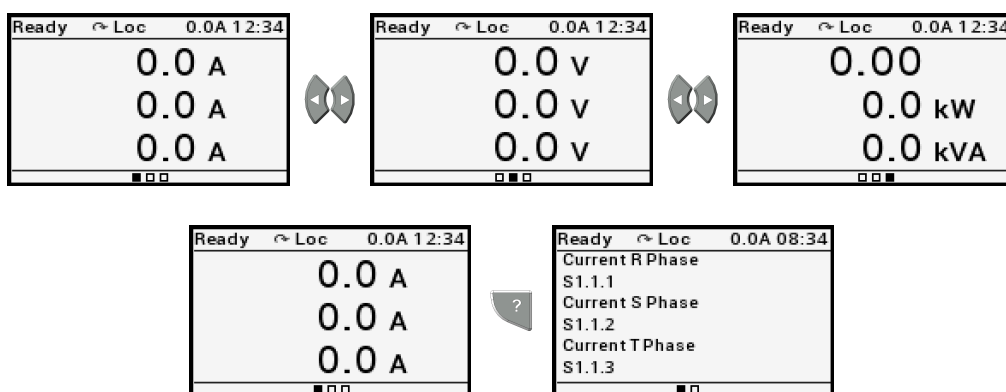 Ready Loc 0.0A 12:34
0.0 A
0.0 A
0.0 A
Ready Loc 0.0A 12:34
0.0 V
0.0 V
0.0 V
Ready Loc 0.0A 12:34
0.00
0.0 kW
0.0 kVA
Ready Loc 0.0A 12:34
0.0 A
0.0 A
0.0 A
?
Ready Loc 0.0A 08:34
Current R Phase
S1.1.1
Current S Phase
S1.1.2
Current T Phase
S1.1.3